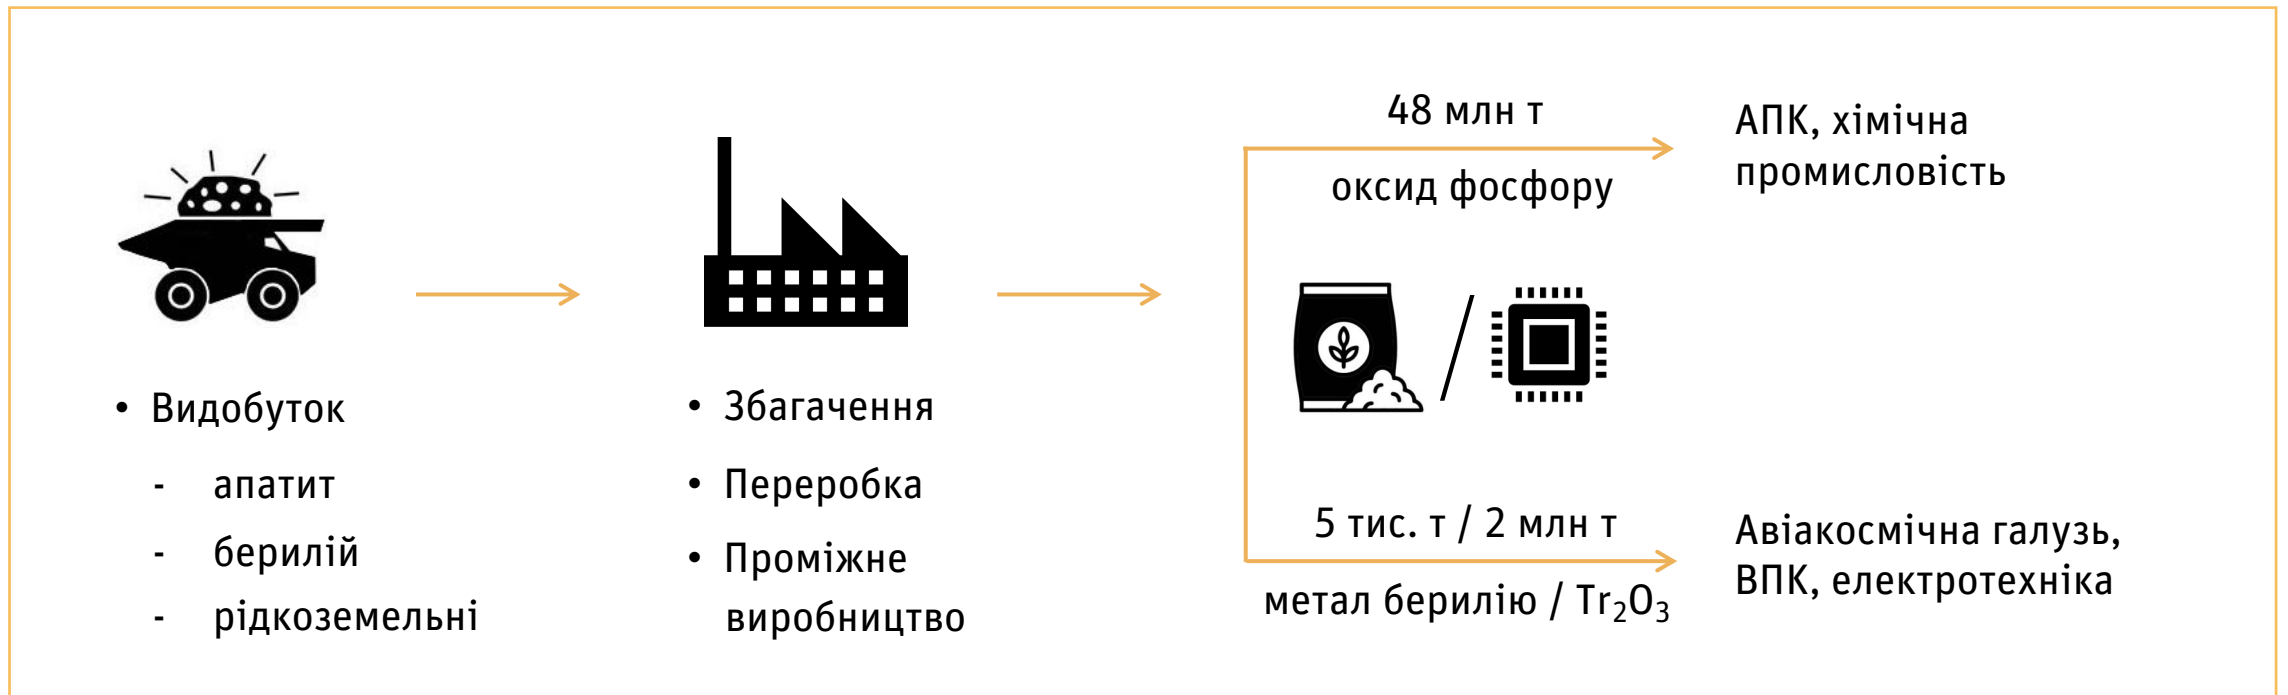 • Видобуток
- апатит
- берилій
- рідкоземельні
• Збагачення
• Переробка
• Проміжне
виробництво
48 млн т
оксид фосфору
АПК, хімічна
промисловість
5 тис. т / 2 млн т
метал берилію / Tr₂O₃
Авіакосмічна галузь,
ВПК, електротехніка